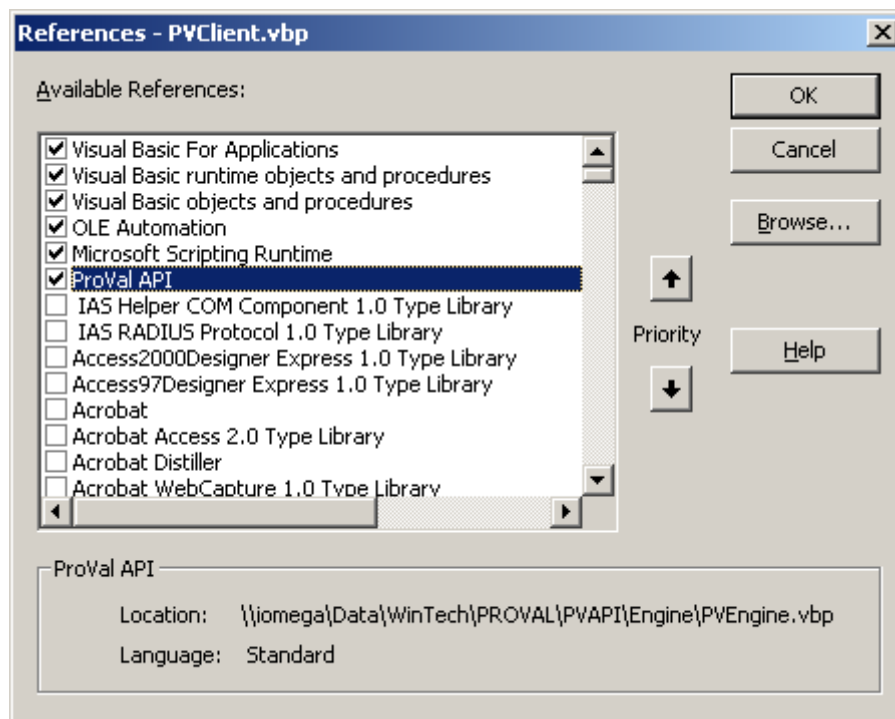 References - PVClient.vbp
Available References:
OK
Cancel
Browse...
Help
Visual Basic For Applications
Visual Basic runtime objects and procedures
Visual Basic objects and procedures
OLE Automation
Microsoft Scripting Runtime
ProVal API
IAS Helper COM Component 1.0 Type Library
IAS RADIUS Protocol 1.0 Type Library
Access2000Designer Express 1.0 Type Library
Access97Designer Express 1.0 Type Library
Acrobat
Acrobat Access 2.0 Type Library
Acrobat Distiller
Acrobat WebCapture 1.0 Type Library
Priority
ProVal API
Location: \\iomega\Data\WinTech\PROVAL\PVAPI\Engine\PVEngine.vbp
Language: Standard